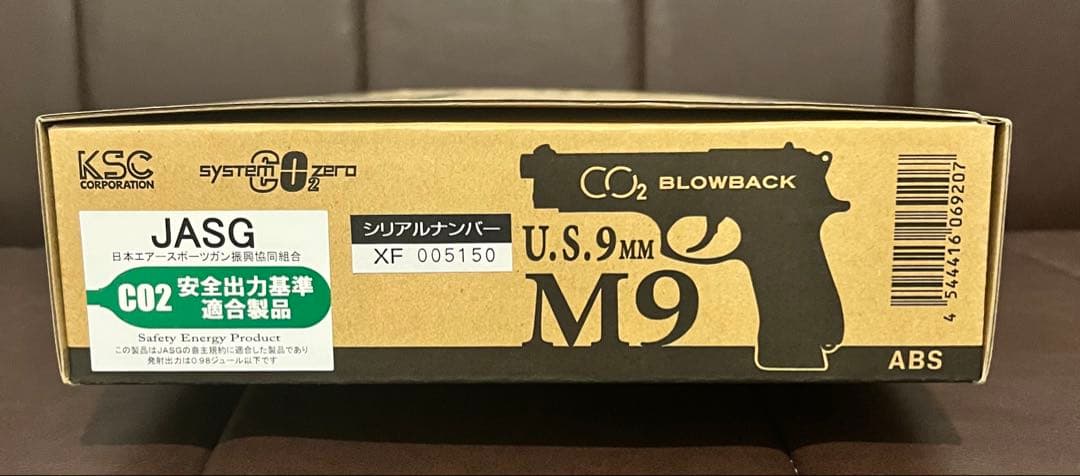 KSC
CORPORATION
system CO2 zero
JASG
日本エアースポーツガン振興協同組合
CO2 安全出力基準
適合製品
Safety Energy Product
この製品はJASGの自主規約に適合した製品であり
発射出力は0.98ジュール以下です
シリアルナンバー
XF 005150
CO2 BLOWBACK
U.S.9MM
M9
4 544416 069207
ABS